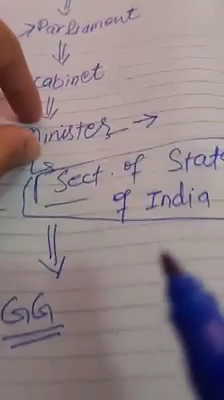 Parliament
cabinet
Minister
Sect. of State
of India
GG